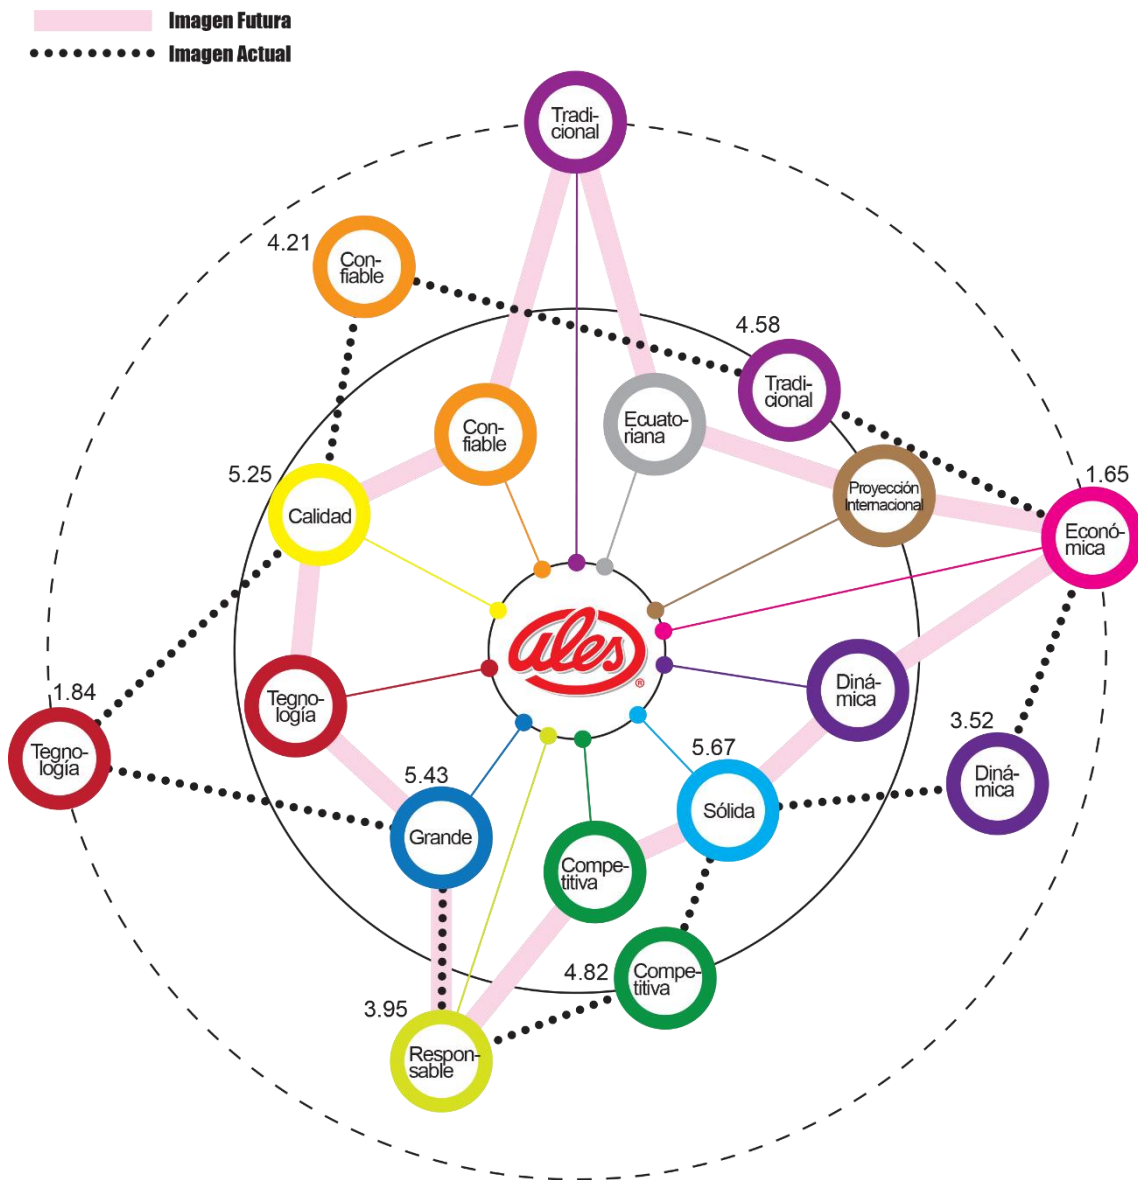 Imagen Futura
Imagen Actual
Tradi-
cional
4.21
Con-
fiable
4.58
Tradi-
cional
Con-
fiable
Ecuato-
riana
5.25
Calidad
Proyección
Internacional
1.65
Econó-
mica
ales
®
Tegno-
logía
Diná-
mica
1.84
Tegno-
logía
5.43
Grande
5.67
Sólida
3.52
Diná-
mica
Compe-
titiva
4.82
Compe-
titiva
3.95
Respon-
sable